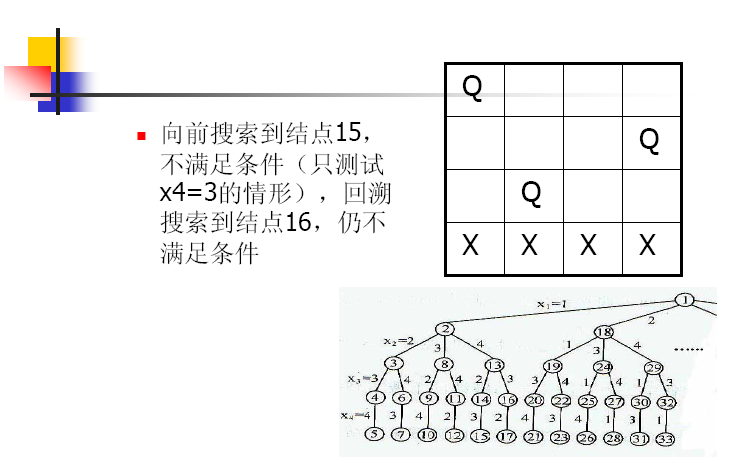 向前搜索到结点15，
不满足条件（只测试
x4=3的情形），回溯
搜索到结点16，仍不
满足条件
Q
Q
Q
X X X X
x₁=1 1
2 2 18 ......
x₂=2 3 4 1 3 4
3 8 13 19 24 29
x₃=3 4 2 4 2 3 3 4 1 4 1 3
4 6 9 11 14 16 20 22 25 27 30 32
x₄=4 3 4 2 3 2 4 3 4 1 3 1
5 7 10 12 15 17 21 23 26 28 31 33